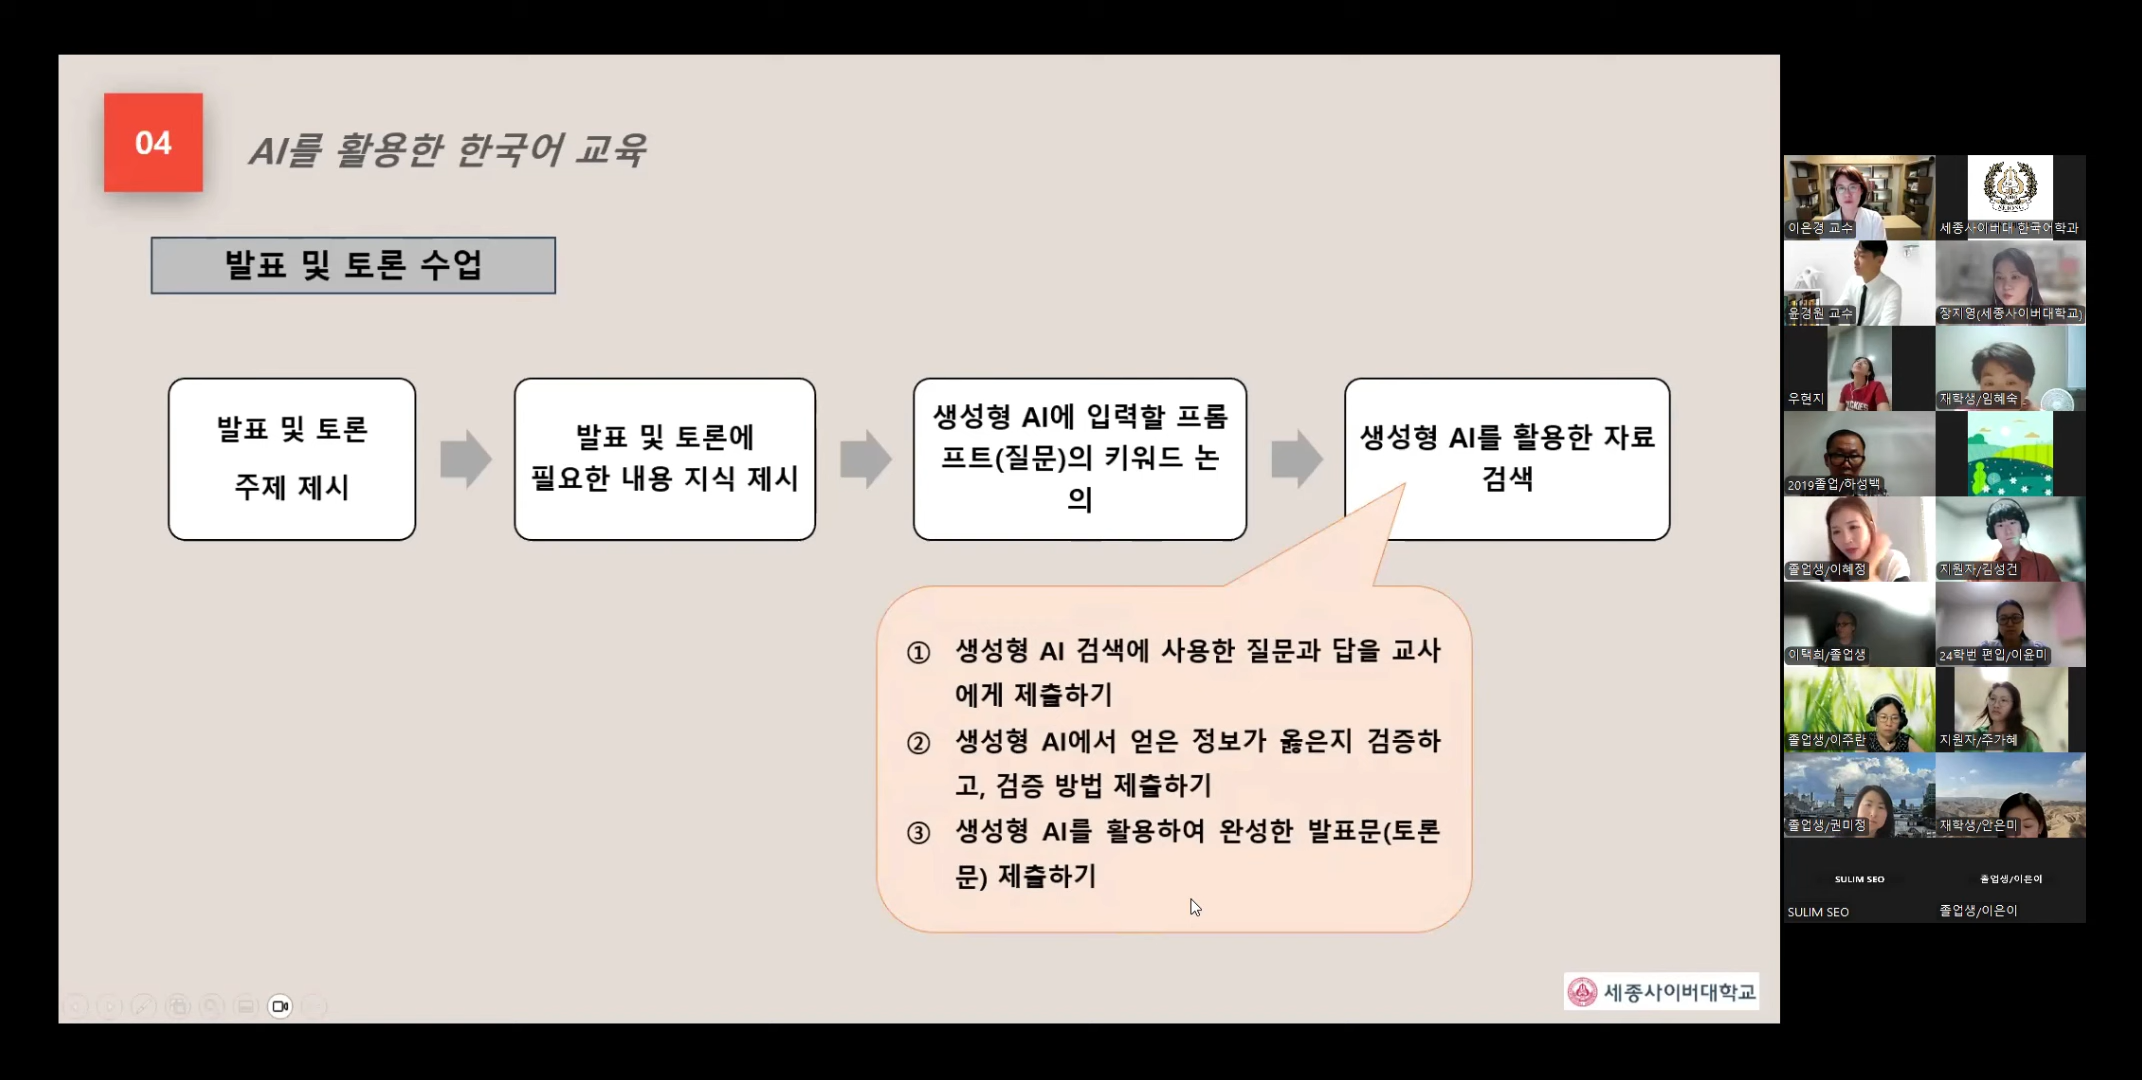 04
AI를 활용한 한국어 교육
발표 및 토론 수업
발표 및 토론
주제 제시
발표 및 토론에
필요한 내용 지식 제시
생성형 AI에 입력할 프롬
프트(질문)의 키워드 논
의
생성형 AI를 활용한 자료
검색
① 생성형 AI 검색에 사용한 질문과 답을 교사
에게 제출하기
② 생성형 AI에서 얻은 정보가 옳은지 검증하
고, 검증 방법 제출하기
③ 생성형 AI를 활용하여 완성한 발표문(토론
문) 제출하기
세종사이버대학교
이은경 교수
세종사이버대 한국어학과
윤경원 교수
장지영(세종사이버대학교)
우현지
재학생/임혜숙
2019졸업/하성백
졸업생/이혜정
지원자/김성건
이택희/졸업생
24학번 편입/이윤미
졸업생/이주란
지원자/주가혜
졸업생/권미정
재학생/안은미
SULIM SEO
졸업생/이은이
SULIM SEO
졸업생/이은이